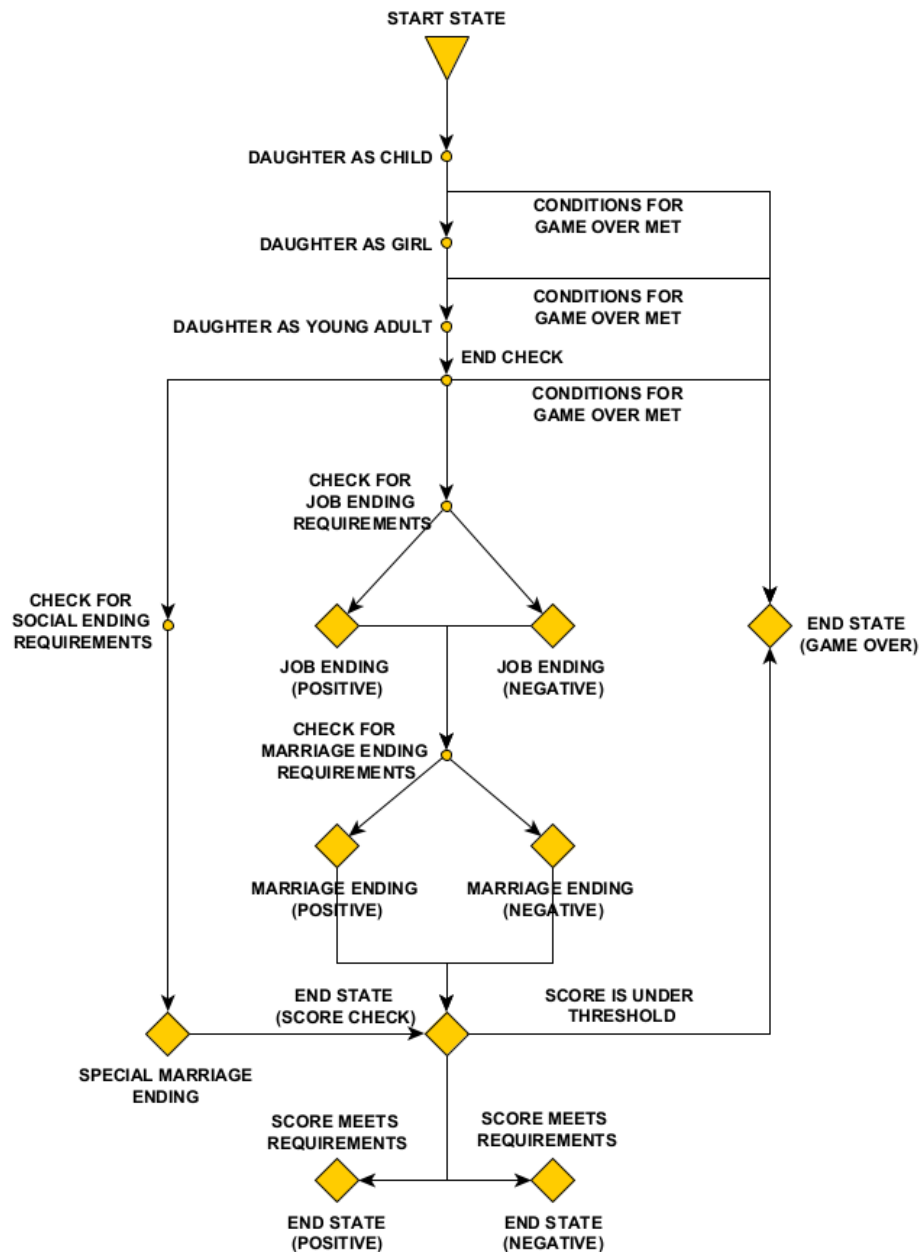 START STATE
DAUGHTER AS CHILD
CONDITIONS FOR
GAME OVER MET
DAUGHTER AS GIRL
CONDITIONS FOR
GAME OVER MET
DAUGHTER AS YOUNG ADULT
END CHECK
CONDITIONS FOR
GAME OVER MET
CHECK FOR
JOB ENDING
REQUIREMENTS
CHECK FOR
SOCIAL ENDING
REQUIREMENTS
END STATE
(GAME OVER)
JOB ENDING
(POSITIVE)
JOB ENDING
(NEGATIVE)
CHECK FOR
MARRIAGE ENDING
REQUIREMENTS
MARRIAGE ENDING
(POSITIVE)
MARRIAGE ENDING
(NEGATIVE)
END STATE
(SCORE CHECK)
SCORE IS UNDER
THRESHOLD
SPECIAL MARRIAGE
ENDING
SCORE MEETS
REQUIREMENTS
SCORE MEETS
REQUIREMENTS
END STATE
(POSITIVE)
END STATE
(NEGATIVE)